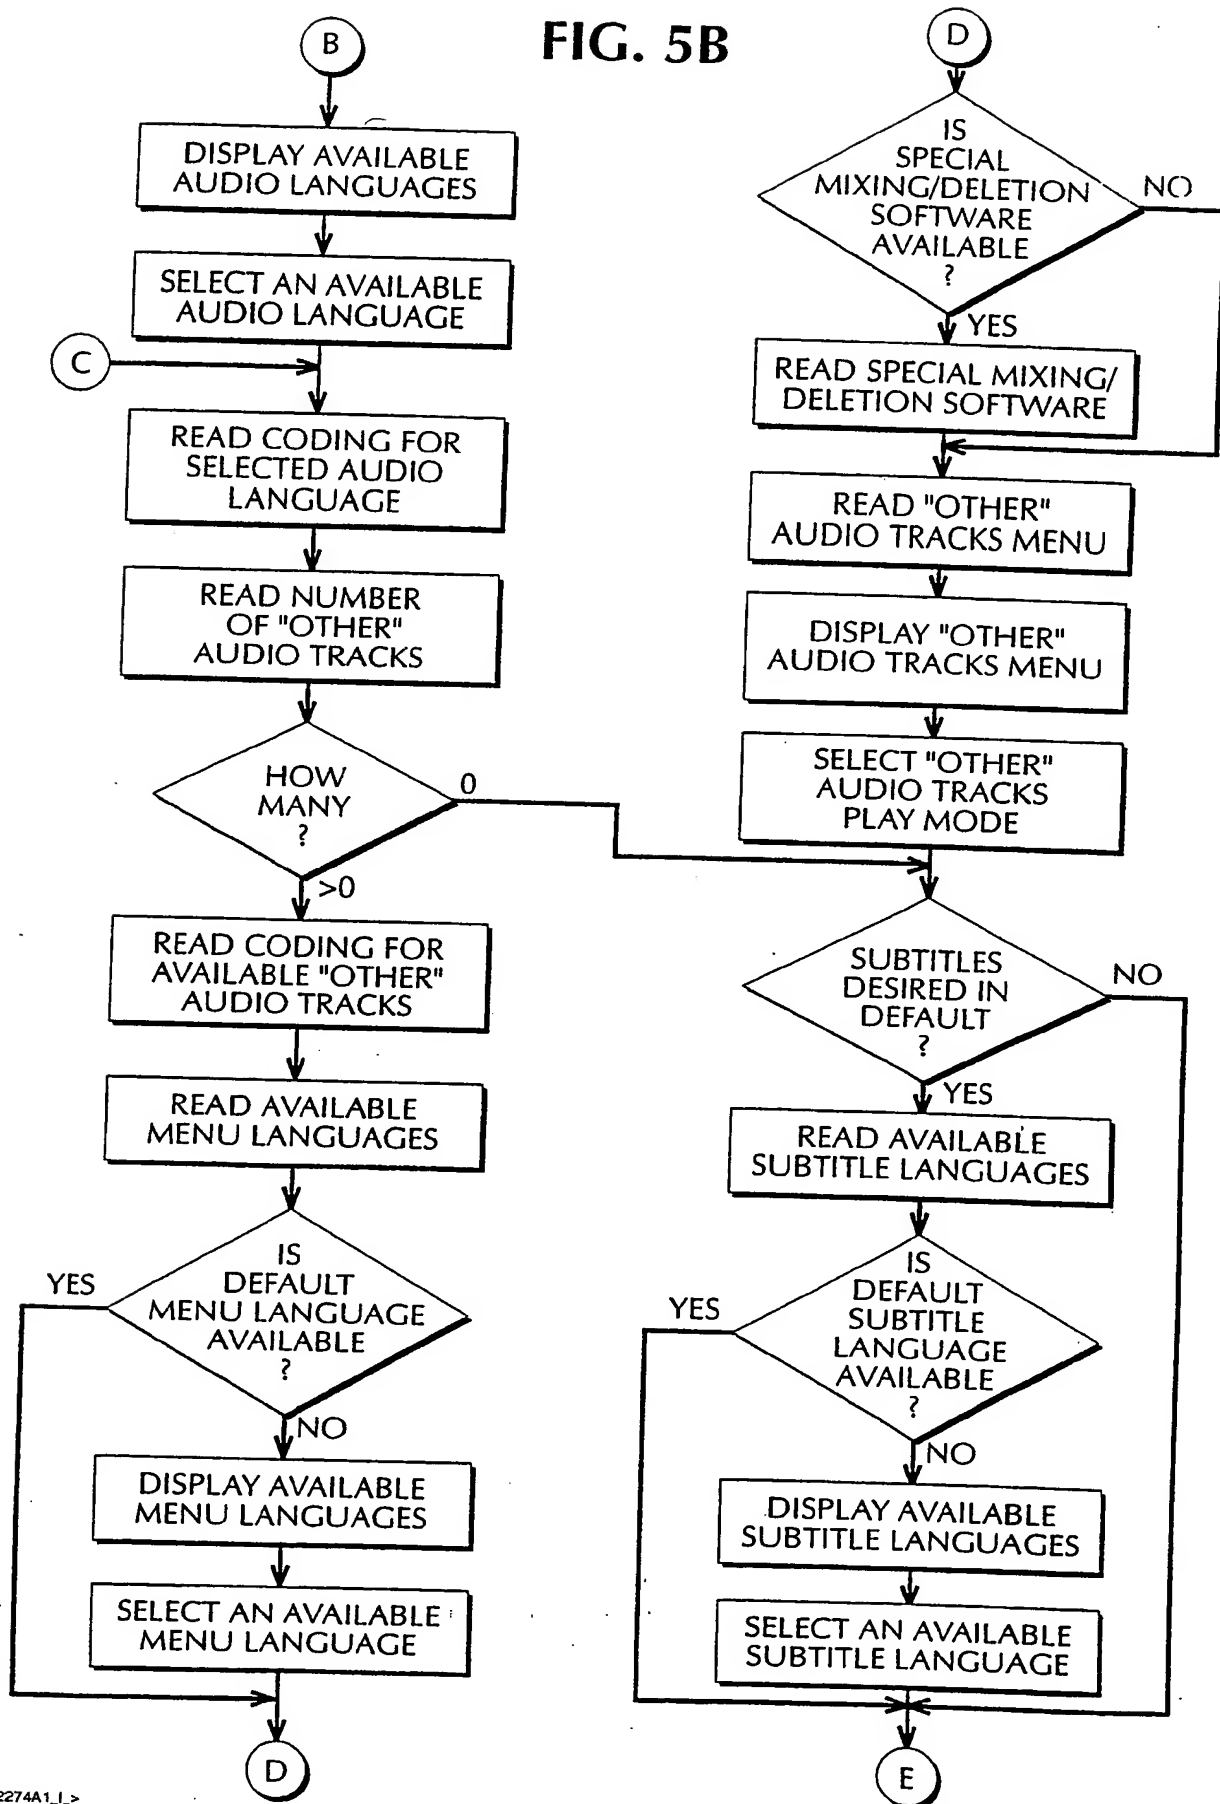 FIG. 5B
B
DISPLAY AVAILABLE
AUDIO LANGUAGES
SELECT AN AVAILABLE
AUDIO LANGUAGE
C
READ CODING FOR
SELECTED AUDIO
LANGUAGE
READ NUMBER
OF "OTHER"
AUDIO TRACKS
HOW
MANY
?
0
>0
READ CODING FOR
AVAILABLE "OTHER"
AUDIO TRACKS
READ AVAILABLE
MENU LANGUAGES
IS
DEFAULT
MENU LANGUAGE
AVAILABLE
?
YES
NO
DISPLAY AVAILABLE
MENU LANGUAGES
SELECT AN AVAILABLE
MENU LANGUAGE
D
D
IS
SPECIAL
MIXING/DELETION
SOFTWARE
AVAILABLE
?
NO
YES
READ SPECIAL MIXING/
DELETION SOFTWARE
READ "OTHER"
AUDIO TRACKS MENU
DISPLAY "OTHER"
AUDIO TRACKS MENU
SELECT "OTHER"
AUDIO TRACKS
PLAY MODE
SUBTITLES
DESIRED IN
DEFAULT
?
NO
YES
READ AVAILABLE
SUBTITLE LANGUAGES
IS
DEFAULT
SUBTITLE
LANGUAGE
AVAILABLE
?
YES
NO
DISPLAY AVAILABLE
SUBTITLE LANGUAGES
SELECT AN AVAILABLE
SUBTITLE LANGUAGE
E
2274A1_I_>